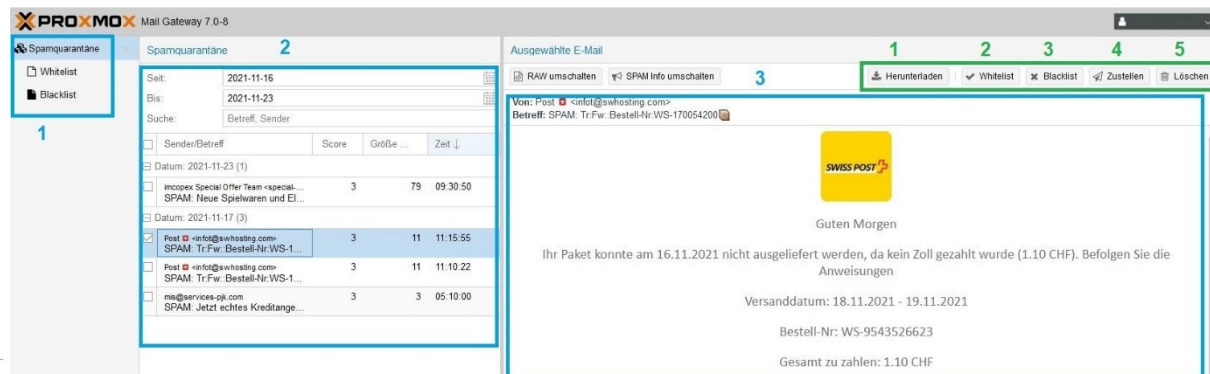 PROXMOX Mail Gateway 7.0-8
Spamquarantäne
Whitelist
Blacklist
1
Spamquarantäne 2
Seit: 2021-11-16
Bis: 2021-11-23
Suche: Betreff, Sender
Sender/Betreff Score Größe ... Zeit ↓
Datum: 2021-11-23 (1)
imcopex Special Offer Team <special-... 3 79 09:30:50
SPAM: Neue Spielwaren und El...
Datum: 2021-11-17 (3)
Post <infot@swhosting.com> 3 11 11:15:55
SPAM: Tr:Fw::Bestell-Nr:WS-1...
Post <infot@swhosting.com> 3 11 11:10:22
SPAM: Tr:Fw::Bestell-Nr:WS-1...
mis@services-pjk.com 3 3 05:10:00
SPAM: Jetzt echtes Kreditange...
Ausgewählte E-Mail
1 2 3 4 5
RAW umschalten SPAM Info umschalten 3 Herunterladen Whitelist Blacklist Zustellen Löschen
Von: Post <infot@swhosting.com>
Betreff: SPAM: Tr:Fw::Bestell-Nr:WS-170054200
SWISS POST
Guten Morgen
Ihr Paket konnte am 16.11.2021 nicht ausgeliefert werden, da kein Zoll gezahlt wurde (1.10 CHF). Befolgen Sie die
Anweisungen
Versanddatum: 18.11.2021 - 19.11.2021
Bestell-Nr: WS-9543526623
Gesamt zu zahlen: 1.10 CHF